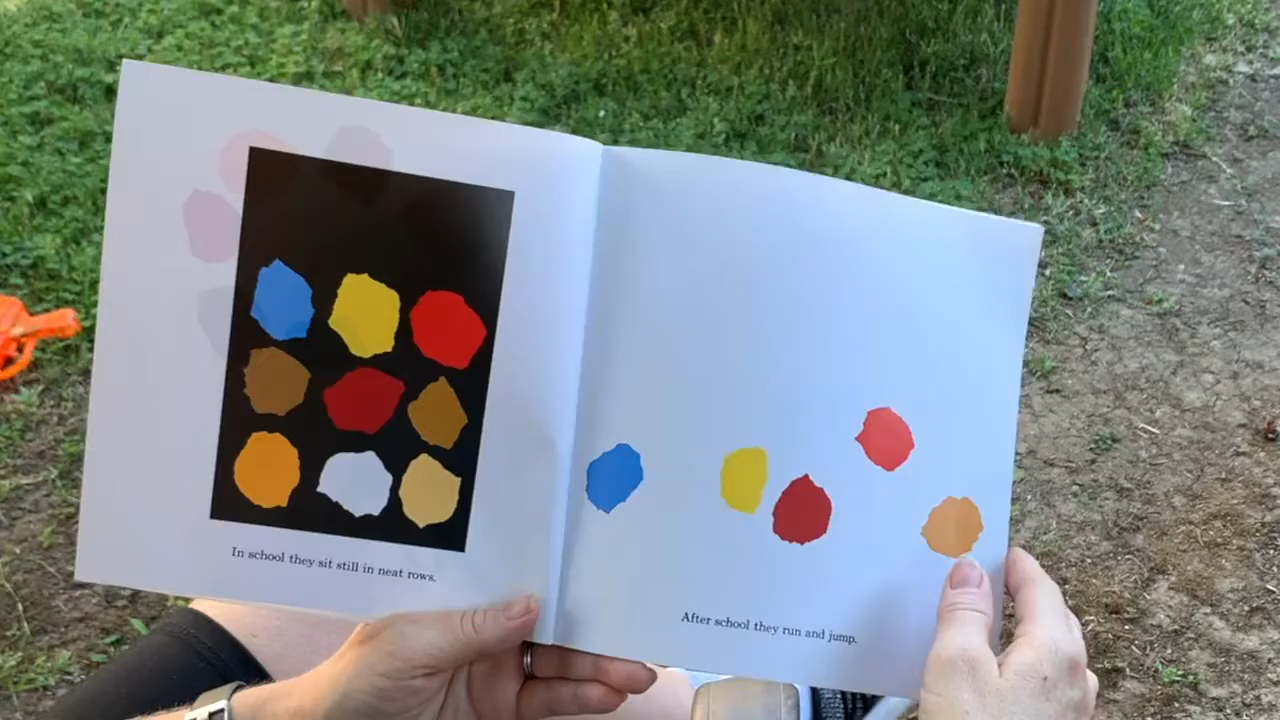 In school they sit still in neat rows.
After school they run and jump.